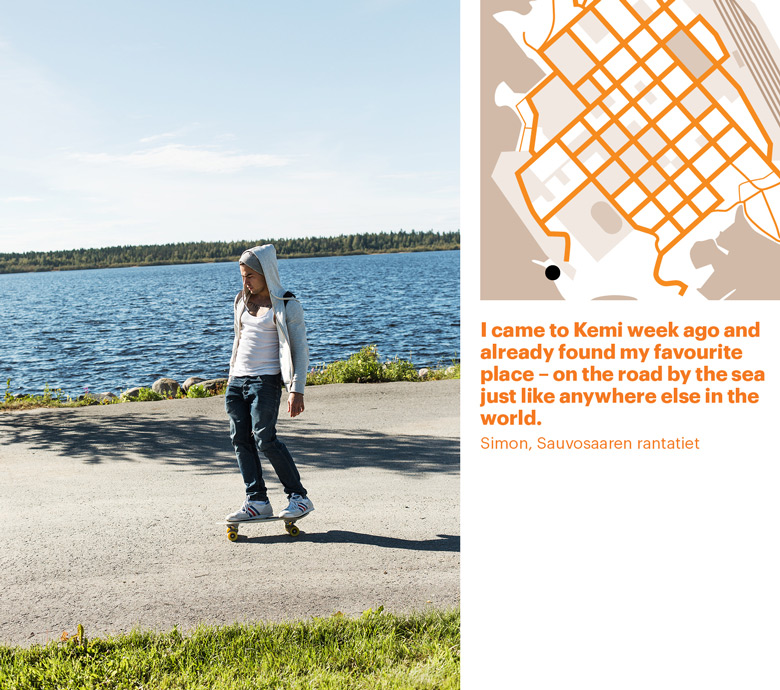 I came to Kemi week ago and
already found my favourite
place – on the road by the sea
just like anywhere else in the
world.
Simon, Sauvosaaren rantatiet